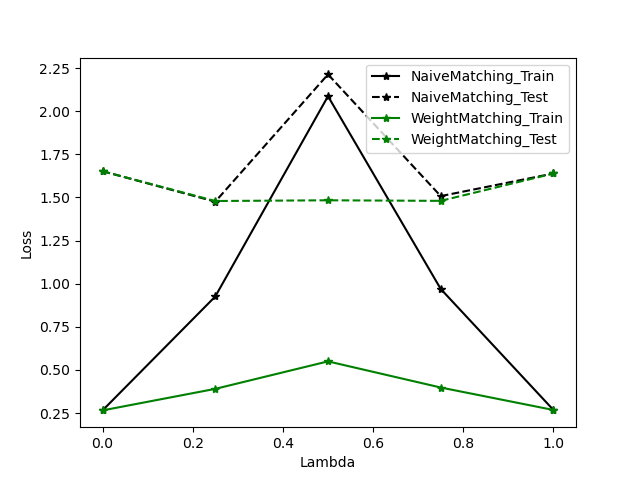 2.25
2.00
1.75
1.50
1.25
1.00
0.75
0.50
0.25
Loss
0.0 0.2 0.4 0.6 0.8 1.0
Lambda
NaiveMatching_Train
NaiveMatching_Test
WeightMatching_Train
WeightMatching_Test